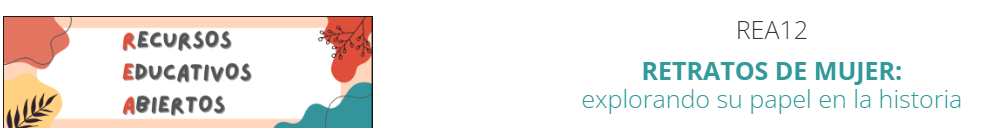 RECURSOS
EDUCATIVOS
ABIERTOS
REA12
RETRATOS DE MUJER:
explorando su papel en la historia